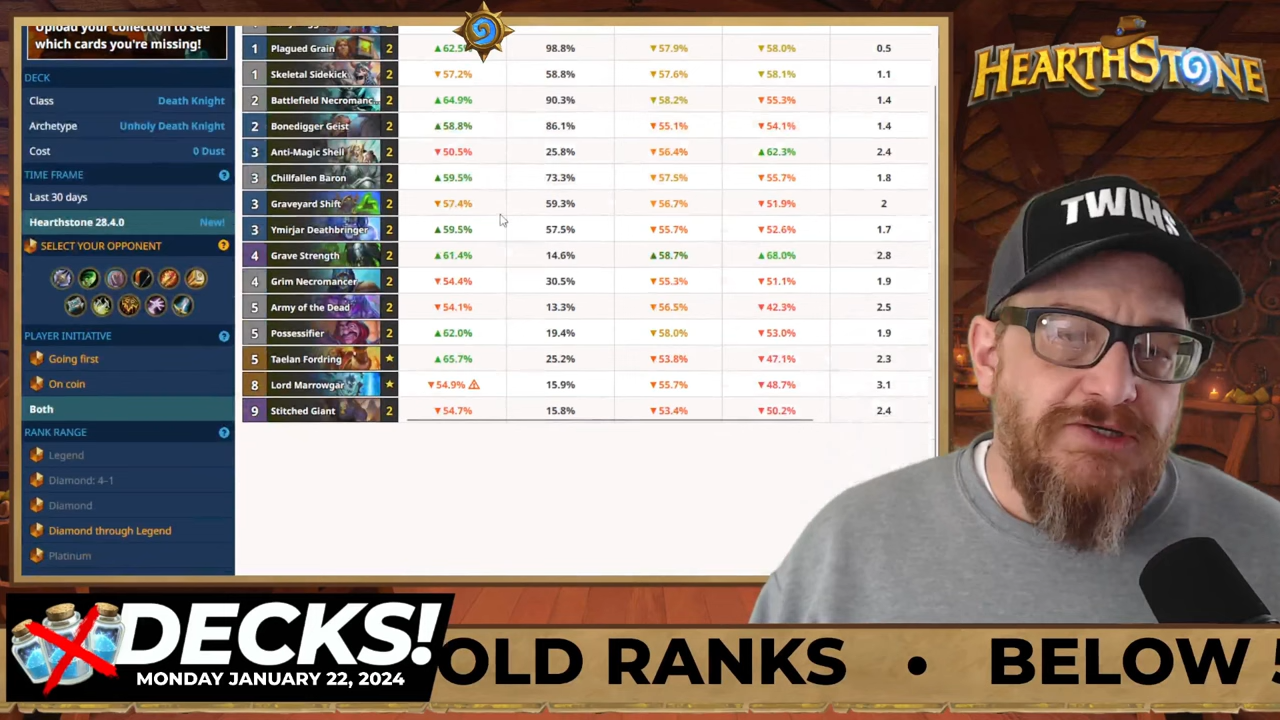 Upload your collection to see
which cards you're missing!
DECK
Class Death Knight
Archetype Unholy Death Knight
Cost 0 Dust
TIME FRAME
Last 30 days
Hearthstone 28.4.0 New!
SELECT YOUR OPPONENT
PLAYER INITIATIVE
Going first
On coin
Both
RANK RANGE
Legend
Diamond: 4–1
Diamond
Diamond through Legend
Platinum
1 Plagued Grain 2 ▲62.5% 98.8% ▼57.9% ▼58.0% 0.5
1 Skeletal Sidekick 2 ▼57.2% 58.8% ▼57.6% ▼58.1% 1.1
2 Battlefield Necromanc... 2 ▲64.9% 90.3% ▼58.2% ▼55.3% 1.4
2 Bonedigger Geist 2 ▲58.8% 86.1% ▼55.1% ▼54.1% 1.4
3 Anti-Magic Shell 2 ▼50.5% 25.8% ▼56.4% ▲62.3% 2.4
3 Chillfallen Baron 2 ▲59.5% 73.3% ▼57.5% ▼55.7% 1.8
3 Graveyard Shift 2 ▼57.4% 59.3% ▼56.7% ▼51.9% 2
3 Ymirjar Deathbringer 2 ▲59.5% 57.5% ▼55.7% ▼52.6% 1.7
4 Grave Strength 2 ▲61.4% 14.6% ▲58.7% ▲68.0% 2.8
4 Grim Necromancer 2 ▼54.4% 30.5% ▼55.3% ▼51.1% 1.9
5 Army of the Dead 2 ▼54.1% 13.3% ▼56.5% ▼42.3% 2.5
5 Possessifier 2 ▲62.0% 19.4% ▼58.0% ▼53.0% 1.9
5 Taelan Fordring ★ ▲65.7% 25.2% ▼53.8% ▼47.1% 2.3
8 Lord Marrowgar ★ ▼54.9% 15.9% ▼55.7% ▼48.7% 3.1
9 Stitched Giant 2 ▼54.7% 15.8% ▼53.4% ▼50.2% 2.4
HEARTHSTONE
TWIHS
DECKS!
MONDAY JANUARY 22, 2024
OLD RANKS • BELOW